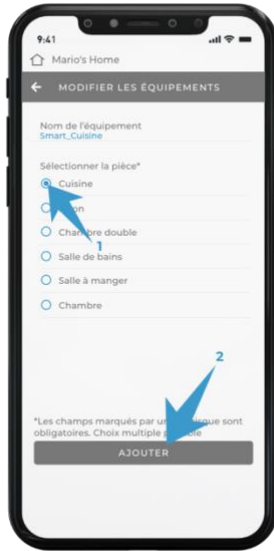 9:41
Mario's Home
MODIFIER LES ÉQUIPEMENTS
Nom de l'équipement
Smart_Cuisine
Sélectionner la pièce*
Cuisine
Chambre double
1
Salle de bains
Salle à manger
Chambre
2
*Les champs marqués par un sont
obligatoires. Choix multiple
AJOUTER